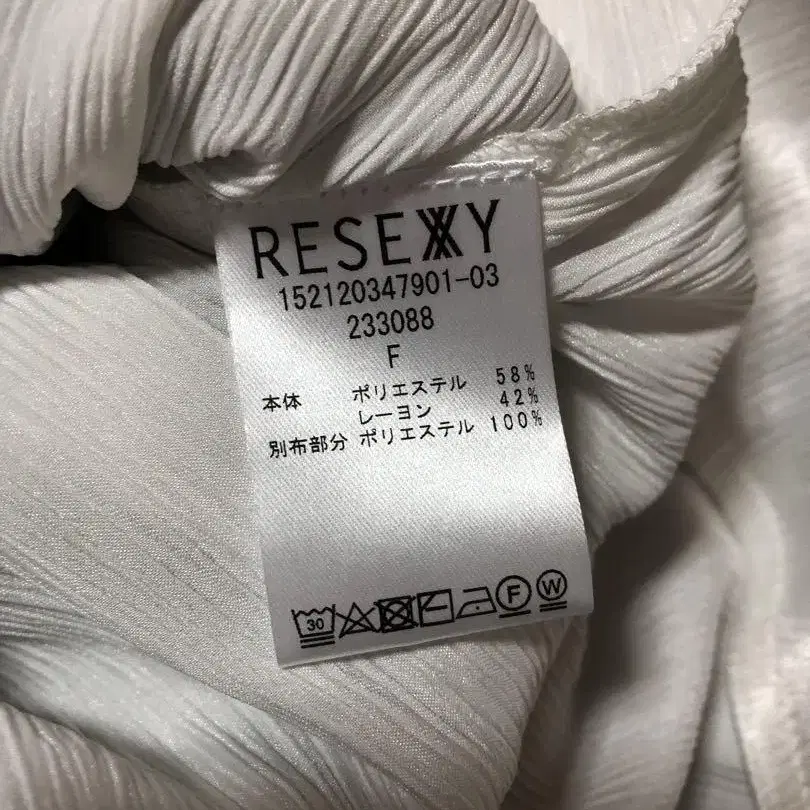 RESEXXY
152120347901-03
233088
F
本体 ポリエステル 58%
レーヨン 42%
別布部分 ポリエステル 100%
30 F W